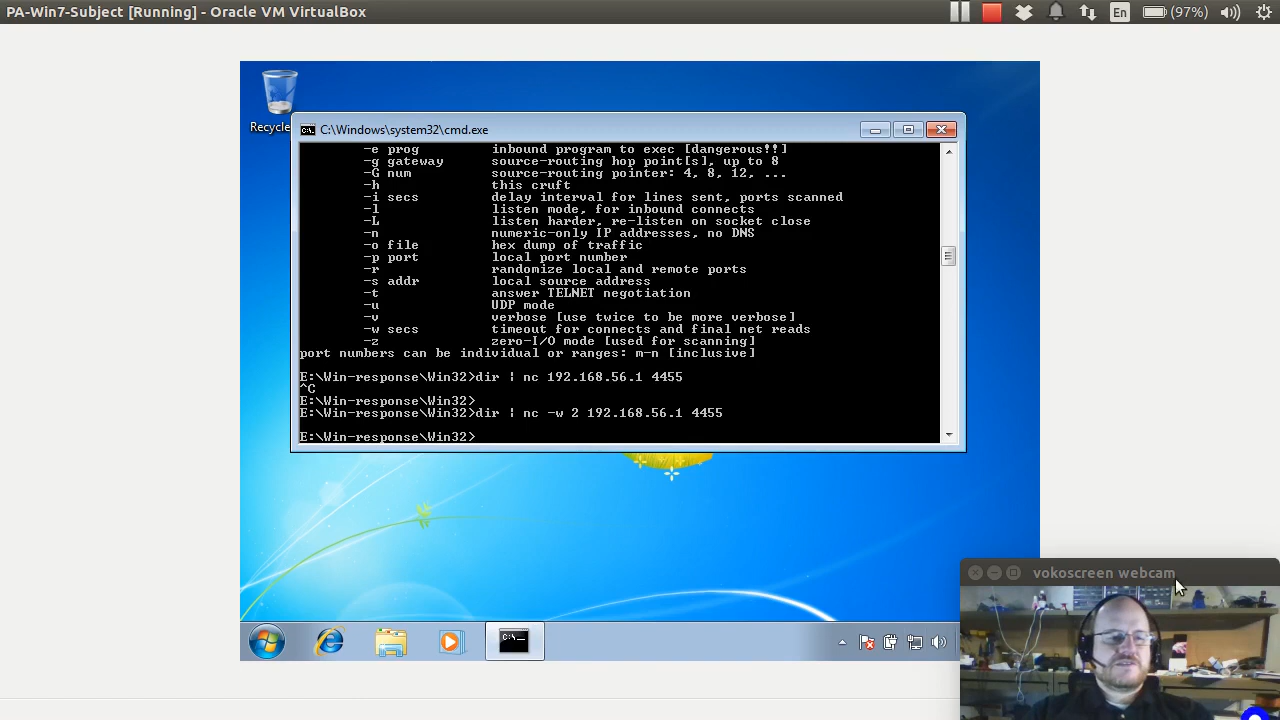 PA-Win7-Subject [Running] - Oracle VM VirtualBox
En
(97%)
Recycle
C:\Windows\system32\cmd.exe
-e prog inbound program to exec [dangerous!!]
-g gateway source-routing hop point[s], up to 8
-G num source-routing pointer: 4, 8, 12, ...
-h this cruft
-i secs delay interval for lines sent, ports scanned
-l listen mode, for inbound connects
-L listen harder, re-listen on socket close
-n numeric-only IP addresses, no DNS
-o file hex dump of traffic
-p port local port number
-r randomize local and remote ports
-s addr local source address
-t answer TELNET negotiation
-u UDP mode
-v verbose [use twice to be more verbose]
-w secs timeout for connects and final net reads
-z zero-I/O mode [used for scanning]
port numbers can be individual or ranges: m-n [inclusive]
E:\Win-response\Win32>dir | nc 192.168.56.1 4455
^C
E:\Win-response\Win32>
E:\Win-response\Win32>dir | nc -w 2 192.168.56.1 4455
E:\Win-response\Win32>
vokoscreen webcam